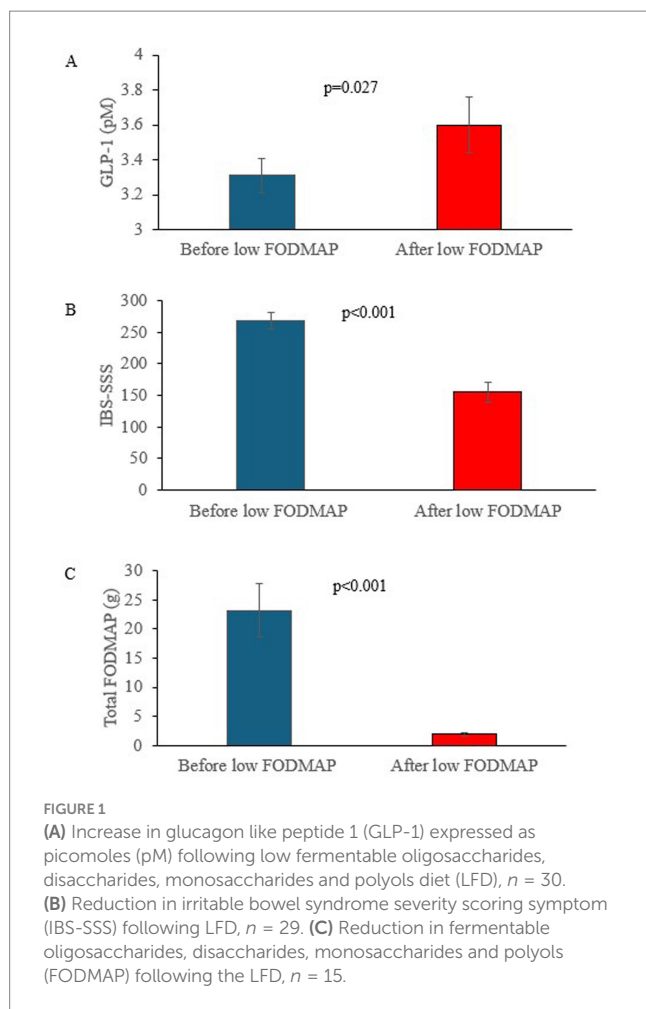 A
4
3.8
3.6
3.4
3.2
3
GLP-1 (pM)
p=0.027
Before low FODMAP After low FODMAP
B
300
250
200
150
100
50
0
IBS-SSS
p<0.001
Before low FODMAP After low FODMAP
C
30
25
20
15
10
5
0
Total FODMAP (g)
p<0.001
Before low FODMAP After low FODMAP
FIGURE 1
(A) Increase in glucagon like peptide 1 (GLP-1) expressed as
picomoles (pM) following low fermentable oligosaccharides,
disaccharides, monosaccharides and polyols diet (LFD), n = 30.
(B) Reduction in irritable bowel syndrome severity scoring symptom
(IBS-SSS) following LFD, n = 29. (C) Reduction in fermentable
oligosaccharides, disaccharides, monosaccharides and polyols
(FODMAP) following the LFD, n = 15.